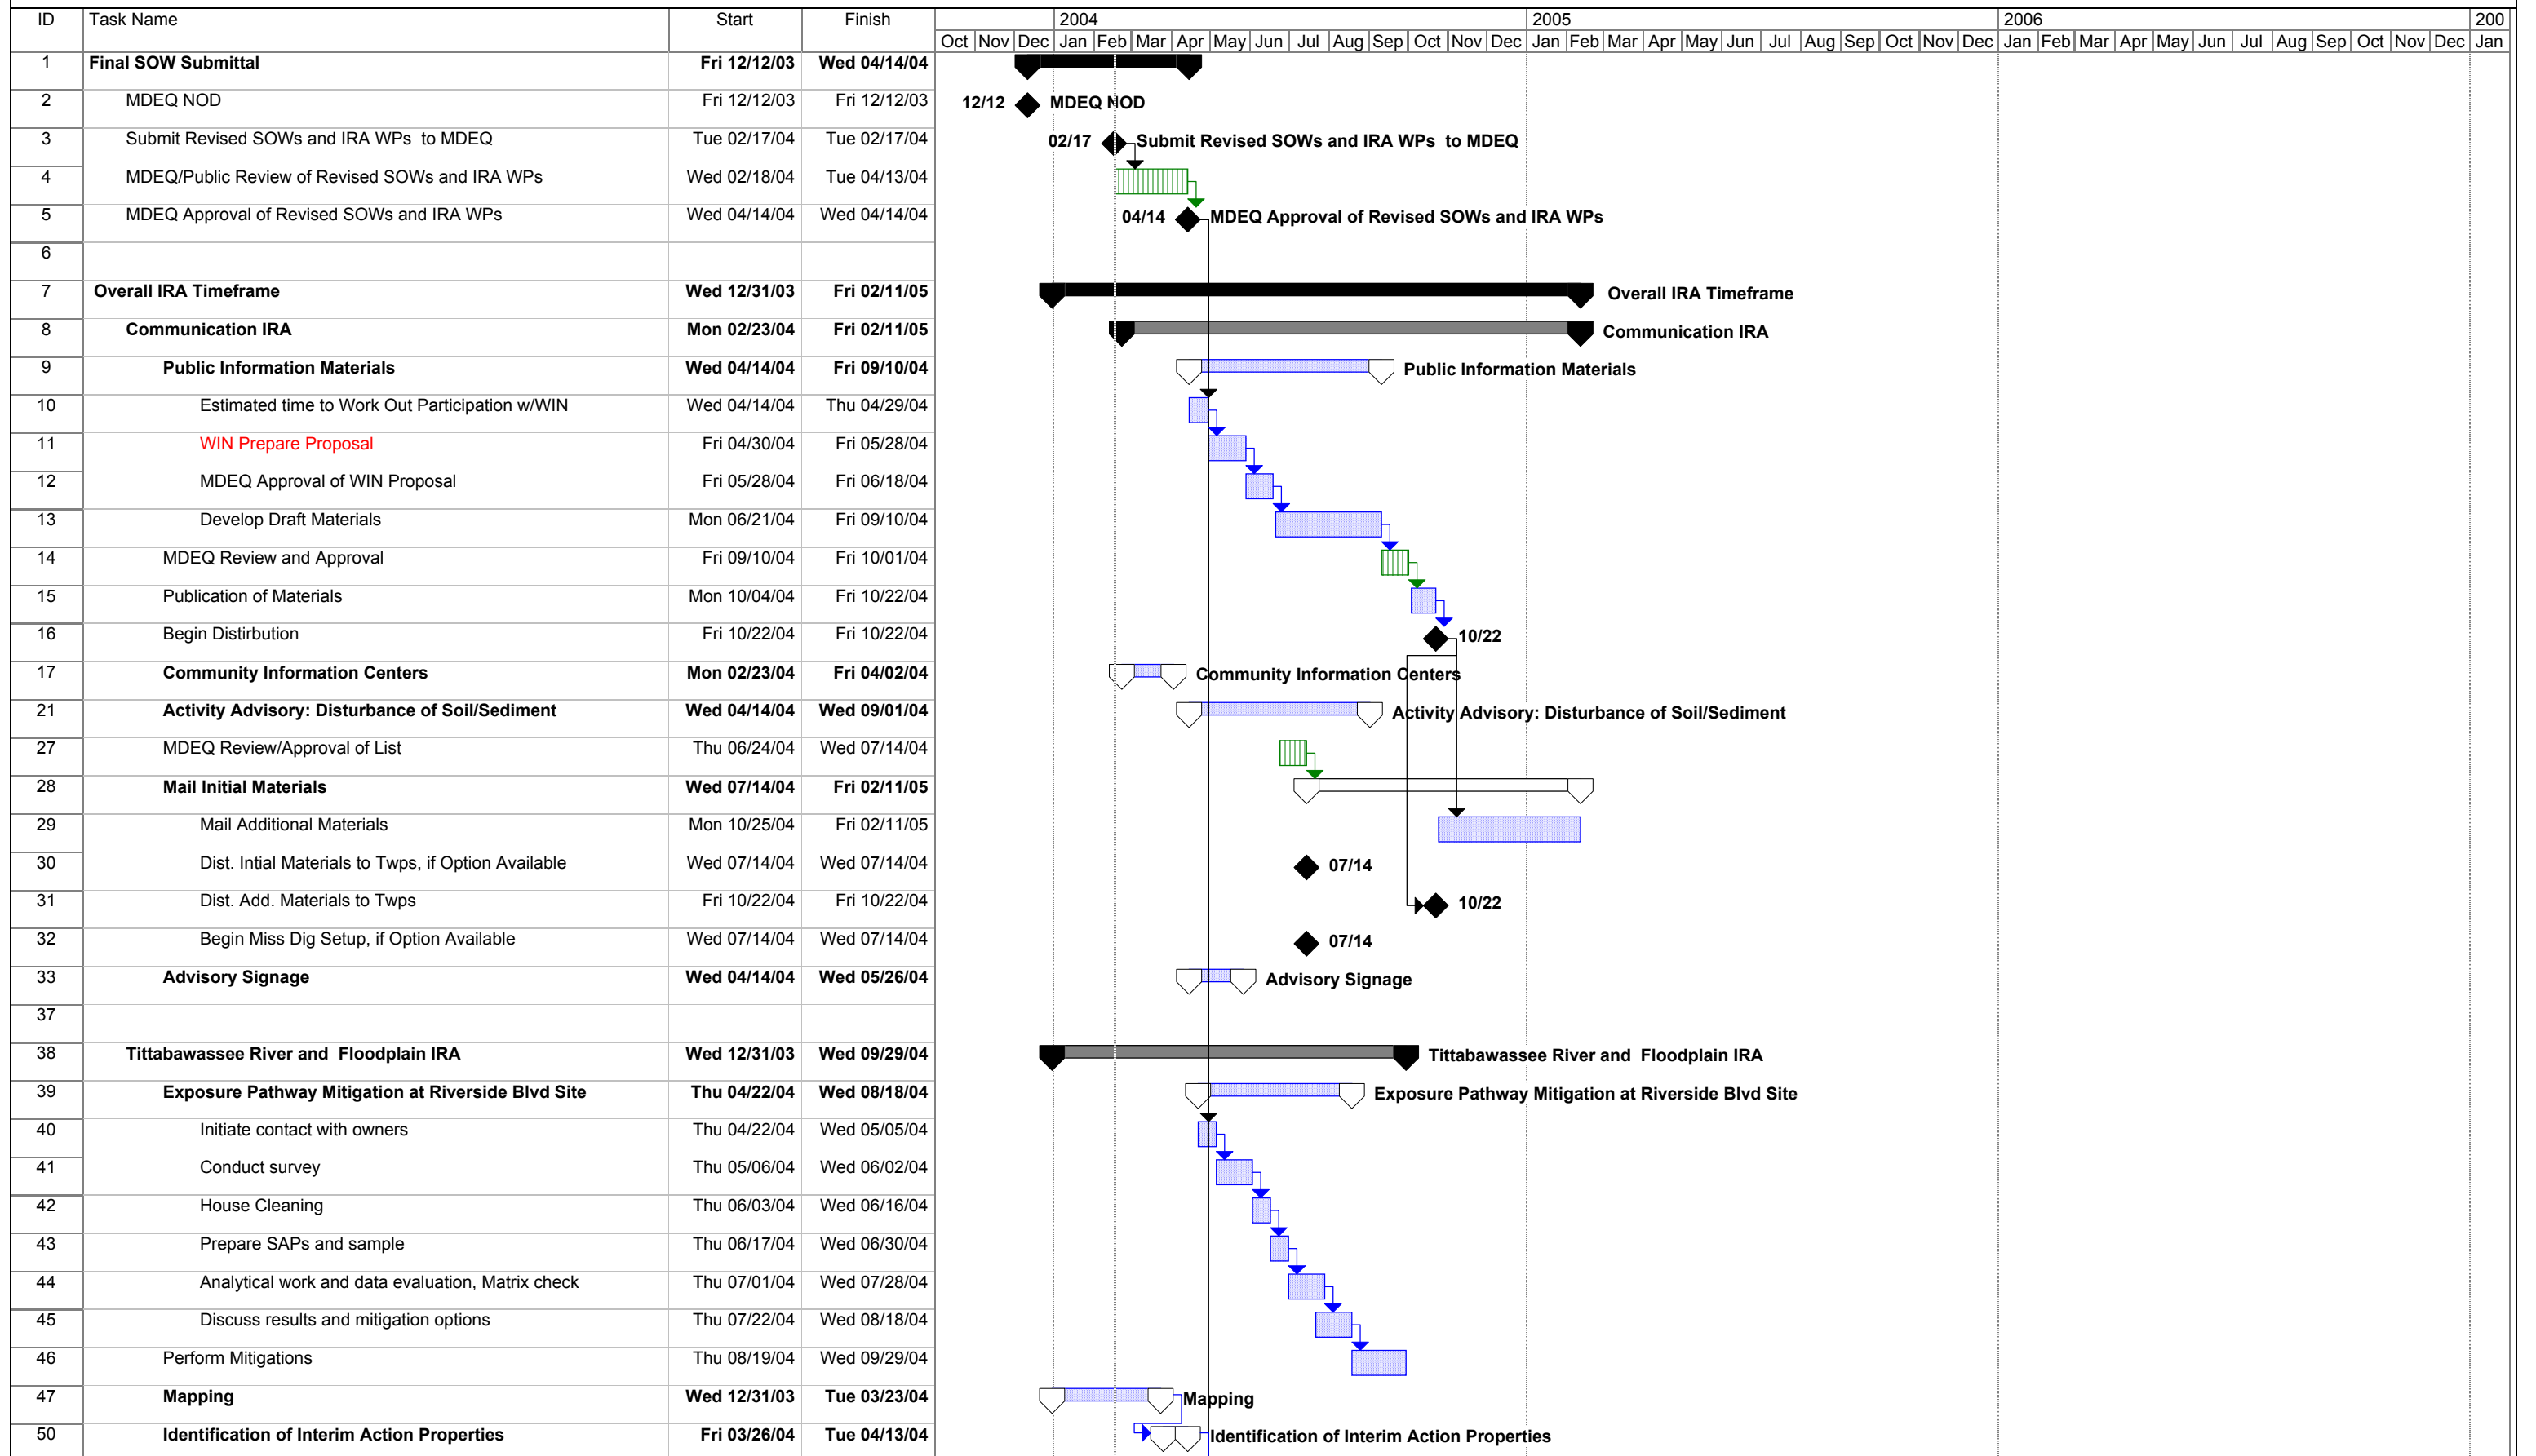 ID Task Name Start Finish 2004 2005 2006 200
Oct Nov Dec Jan Feb Mar Apr May Jun Jul Aug Sep Oct Nov Dec Jan Feb Mar Apr May Jun Jul Aug Sep Oct Nov Dec Jan Feb Mar Apr May Jun Jul Aug Sep Oct Nov Dec Jan
1 Final SOW Submittal Fri 12/12/03 Wed 04/14/04
2 MDEQ NOD Fri 12/12/03 Fri 12/12/03 12/12 MDEQ NOD
3 Submit Revised SOWs and IRA WPs to MDEQ Tue 02/17/04 Tue 02/17/04 02/17 Submit Revised SOWs and IRA WPs to MDEQ
4 MDEQ/Public Review of Revised SOWs and IRA WPs Wed 02/18/04 Tue 04/13/04
5 MDEQ Approval of Revised SOWs and IRA WPs Wed 04/14/04 Wed 04/14/04 04/14 MDEQ Approval of Revised SOWs and IRA WPs
6
7 Overall IRA Timeframe Wed 12/31/03 Fri 02/11/05 Overall IRA Timeframe
8 Communication IRA Mon 02/23/04 Fri 02/11/05 Communication IRA
9 Public Information Materials Wed 04/14/04 Fri 09/10/04 Public Information Materials
10 Estimated time to Work Out Participation w/WIN Wed 04/14/04 Thu 04/29/04
11 WIN Prepare Proposal Fri 04/30/04 Fri 05/28/04
12 MDEQ Approval of WIN Proposal Fri 05/28/04 Fri 06/18/04
13 Develop Draft Materials Mon 06/21/04 Fri 09/10/04
14 MDEQ Review and Approval Fri 09/10/04 Fri 10/01/04
15 Publication of Materials Mon 10/04/04 Fri 10/22/04
16 Begin Distirbution Fri 10/22/04 Fri 10/22/04 10/22
17 Community Information Centers Mon 02/23/04 Fri 04/02/04 Community Information Centers
21 Activity Advisory: Disturbance of Soil/Sediment Wed 04/14/04 Wed 09/01/04 Activity Advisory: Disturbance of Soil/Sediment
27 MDEQ Review/Approval of List Thu 06/24/04 Wed 07/14/04
28 Mail Initial Materials Wed 07/14/04 Fri 02/11/05
29 Mail Additional Materials Mon 10/25/04 Fri 02/11/05
30 Dist. Intial Materials to Twps, if Option Available Wed 07/14/04 Wed 07/14/04 07/14
31 Dist. Add. Materials to Twps Fri 10/22/04 Fri 10/22/04 10/22
32 Begin Miss Dig Setup, if Option Available Wed 07/14/04 Wed 07/14/04 07/14
33 Advisory Signage Wed 04/14/04 Wed 05/26/04 Advisory Signage
37
38 Tittabawassee River and Floodplain IRA Wed 12/31/03 Wed 09/29/04 Tittabawassee River and Floodplain IRA
39 Exposure Pathway Mitigation at Riverside Blvd Site Thu 04/22/04 Wed 08/18/04 Exposure Pathway Mitigation at Riverside Blvd Site
40 Initiate contact with owners Thu 04/22/04 Wed 05/05/04
41 Conduct survey Thu 05/06/04 Wed 06/02/04
42 House Cleaning Thu 06/03/04 Wed 06/16/04
43 Prepare SAPs and sample Thu 06/17/04 Wed 06/30/04
44 Analytical work and data evaluation, Matrix check Thu 07/01/04 Wed 07/28/04
45 Discuss results and mitigation options Thu 07/22/04 Wed 08/18/04
46 Perform Mitigations Thu 08/19/04 Wed 09/29/04
47 Mapping Wed 12/31/03 Tue 03/23/04 Mapping
50 Identification of Interim Action Properties Fri 03/26/04 Tue 04/13/04 Identification of Interim Action Properties